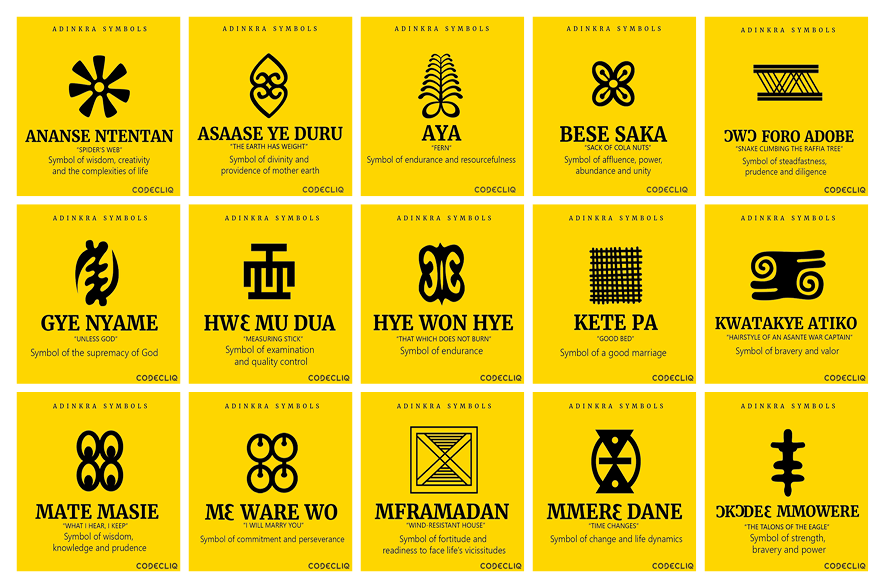 ADINKRA SYMBOLS
ANANSE NTENTAN
"SPIDER'S WEB"
Symbol of wisdom, creativity
and the complexities of life
CODECLIQ
ADINKRA SYMBOLS
ASAASE YE DURU
"THE EARTH HAS WEIGHT"
Symbol of divinity and
providence of mother earth
CODECLIQ
ADINKRA SYMBOLS
AYA
"FERN"
Symbol of endurance and resourcefulness
CODECLIQ
ADINKRA SYMBOLS
BESE SAKA
"SACK OF COLA NUTS"
Symbol of affluence, power,
abundance and unity
CODECLIQ
ADINKRA SYMBOLS
ƆWƆ FORO ADOBE
"SNAKE CLIMBING THE RAFFIA TREE"
Symbol of steadfastness,
prudence and diligence
CODECLIQ
ADINKRA SYMBOLS
GYE NYAME
"UNLESS GOD"
Symbol of the supremacy of God
CODECLIQ
ADINKRA SYMBOLS
HWƐ MU DUA
"MEASURING STICK"
Symbol of examination
and quality control
CODECLIQ
ADINKRA SYMBOLS
HYE WON HYE
"THAT WHICH DOES NOT BURN"
Symbol of endurance
CODECLIQ
ADINKRA SYMBOLS
KETE PA
"GOOD BED"
Symbol of a good marriage
CODECLIQ
ADINKRA SYMBOLS
KWATAKYE ATIKO
"HAIRSTYLE OF AN ASANTE WAR CAPTAIN"
Symbol of bravery and valor
CODECLIQ
ADINKRA SYMBOLS
MATE MASIE
"WHAT I HEAR, I KEEP"
Symbol of wisdom,
knowledge and prudence
CODECLIQ
ADINKRA SYMBOLS
MƐ WARE WO
"I WILL MARRY YOU"
Symbol of commitment and perseverance
CODECLIQ
ADINKRA SYMBOLS
MFRAMADAN
"WIND-RESISTANT HOUSE"
Symbol of fortitude and
readiness to face life's vicissitudes
CODECLIQ
ADINKRA SYMBOLS
MMERƐ DANE
"TIME CHANGES"
Symbol of change and life dynamics
CODECLIQ
ADINKRA SYMBOLS
ƆKƆDEƐ MMOWERE
"THE TALONS OF THE EAGLE"
Symbol of strength,
bravery and power
CODECLIQ